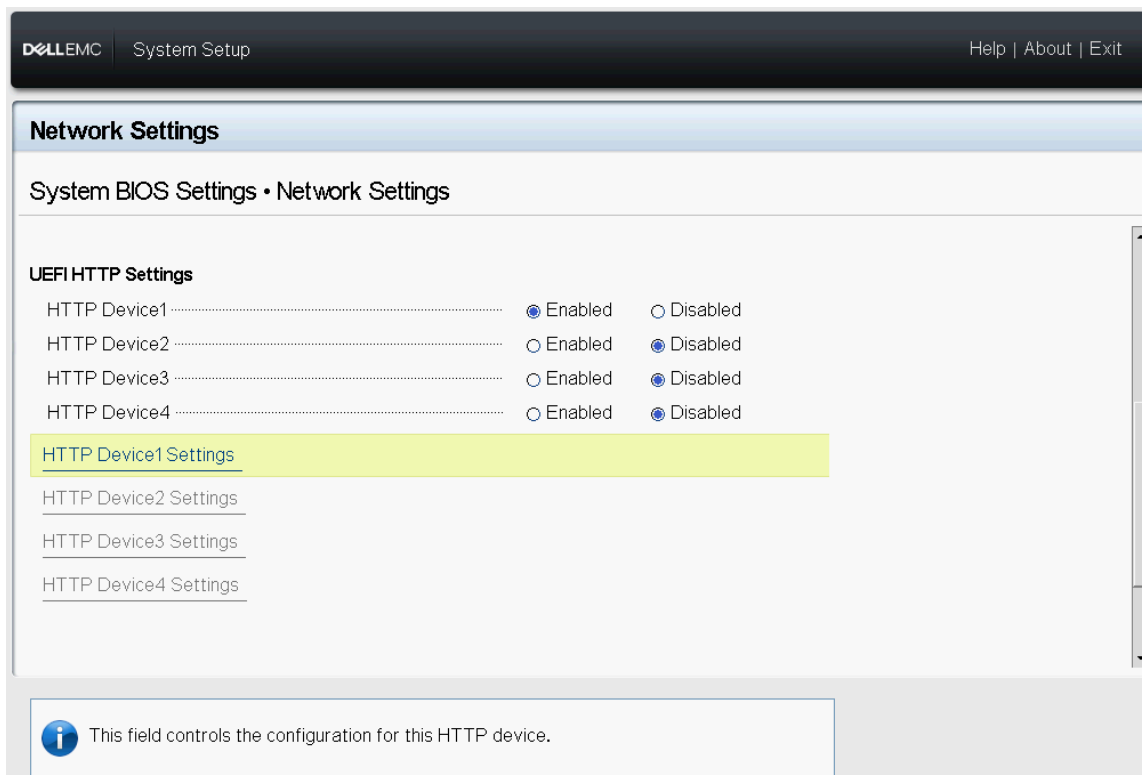 DELLEMC System Setup Help | About | Exit
Network Settings
System BIOS Settings • Network Settings
UEFI HTTP Settings
HTTP Device1 Enabled Disabled
HTTP Device2 Enabled Disabled
HTTP Device3 Enabled Disabled
HTTP Device4 Enabled Disabled
HTTP Device1 Settings
HTTP Device2 Settings
HTTP Device3 Settings
HTTP Device4 Settings
This field controls the configuration for this HTTP device.